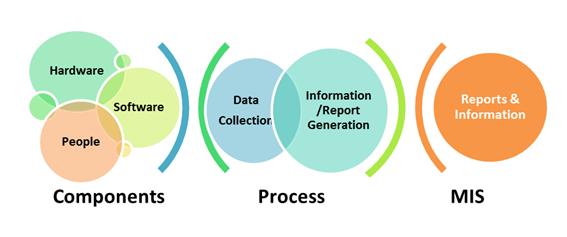 Hardware
Software
People
Data
Collection
Information
/Report
Generation
Reports &
Information
Components
Process
MIS